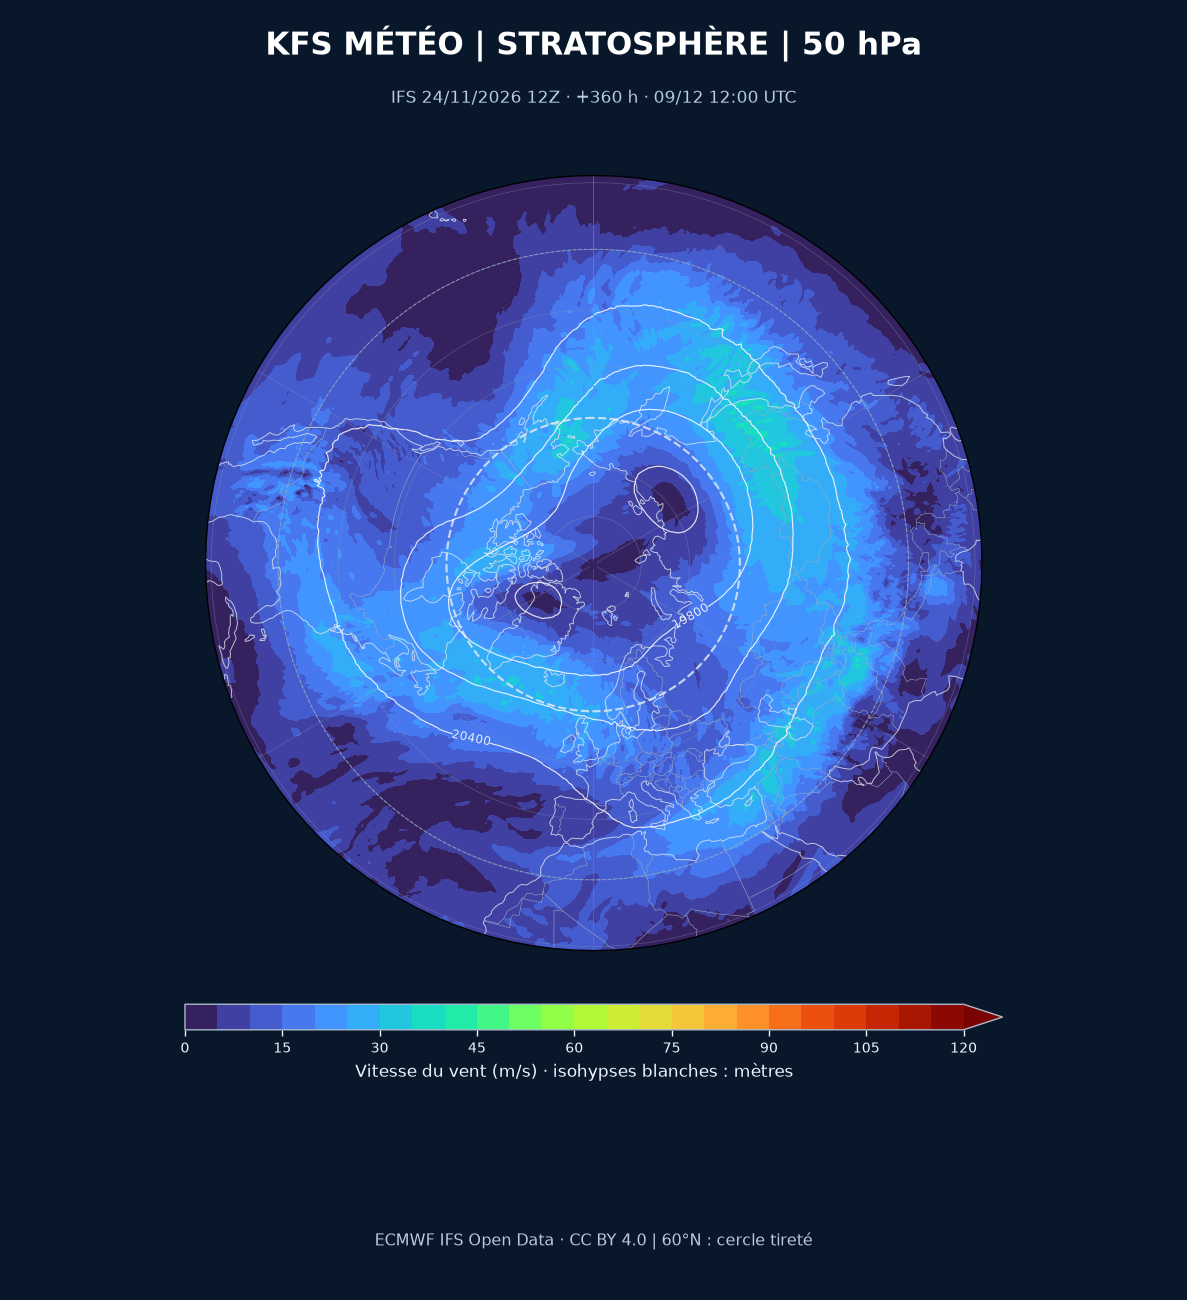 KFS MÉTÉO | STRATOSPHÈRE | 50 hPa
IFS 24/11/2026 12Z · +360 h · 09/12 12:00 UTC
19800
20400
0 15 30 45 60 75 90 105 120
Vitesse du vent (m/s) · isohypses blanches : mètres
ECMWF IFS Open Data · CC BY 4.0 | 60°N : cercle tireté